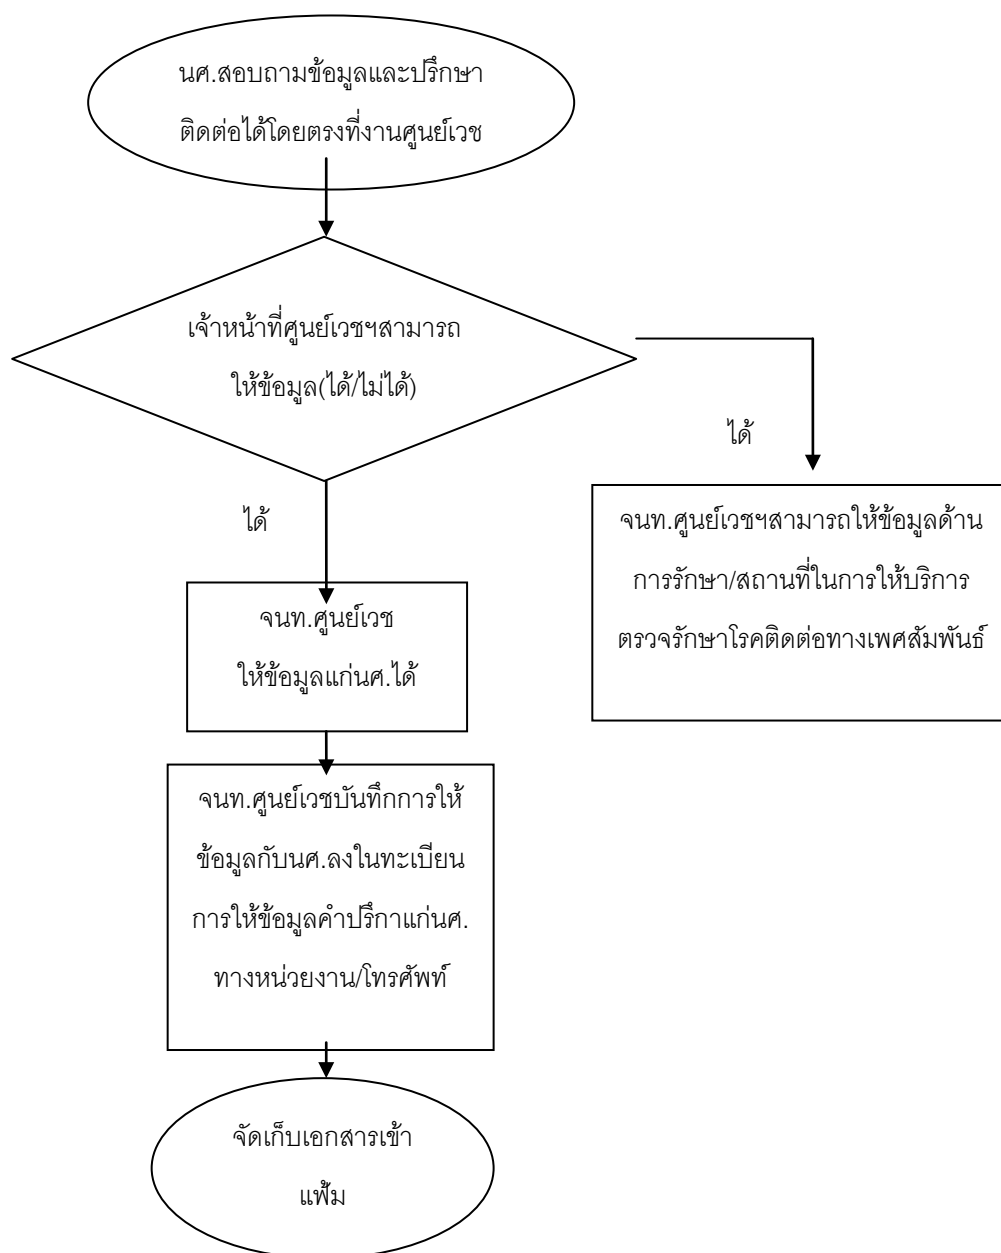 นศ.สอบถามข้อมูลและปรึกษา
ติดต่อได้โดยตรงที่งานศูนย์เวช
เจ้าหน้าที่ศูนย์เวชฯสามารถ
ให้ข้อมูล(ได้/ไม่ได้)
ได้
ได้
จนท.ศูนย์เวชฯสามารถให้ข้อมูลด้าน
การรักษา/สถานที่ในการให้บริการ
ตรวจรักษาโรคติดต่อทางเพศสัมพันธ์
จนท.ศูนย์เวช
ให้ข้อมูลแก่นศ.ได้
จนท.ศูนย์เวชบันทึกการให้
ข้อมูลกับนศ.ลงในทะเบียน
การให้ข้อมูลคำปรึกาแก่นศ.
ทางหน่วยงาน/โทรศัพท์
จัดเก็บเอกสารเข้า
แฟ้ม